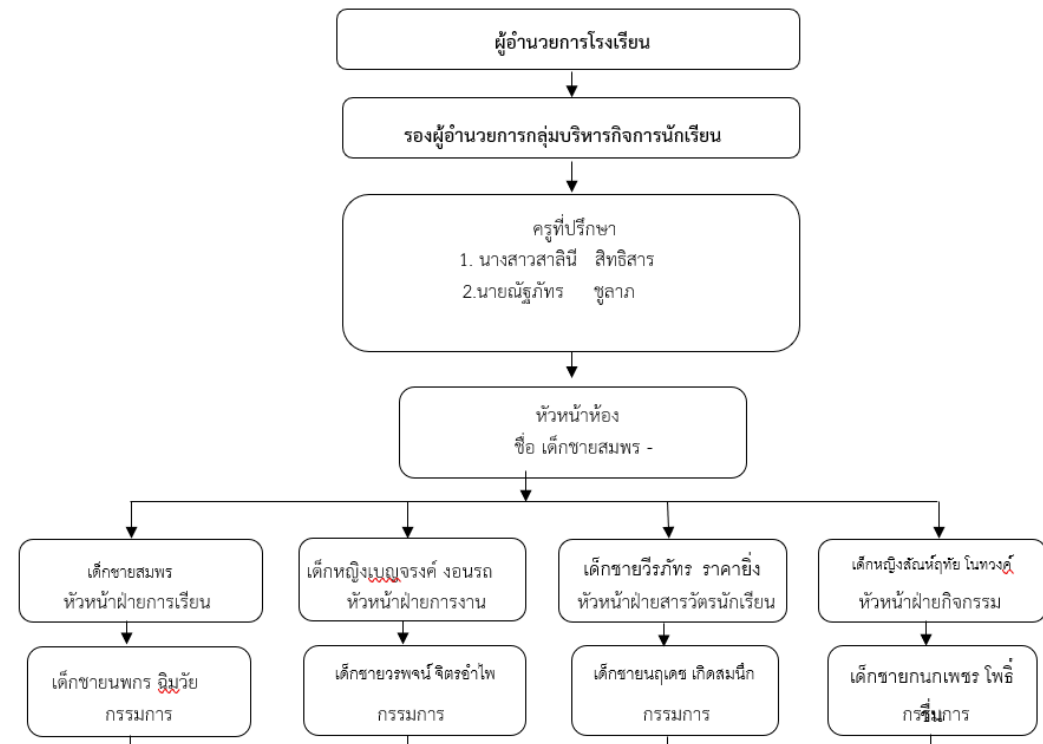 ผู้อำนวยการโรงเรียน
รองผู้อำนวยการกลุ่มบริหารกิจการนักเรียน
ครูที่ปรึกษา
1. นางสาวสาลินี สิทธิสาร
2.นายณัฐภัทร ชูลาภ
หัวหน้าห้อง
ชื่อ เด็กชายสมพร -
เด็กชายสมพร
หัวหน้าฝ่ายการเรียน
เด็กหญิงเบญจรงค์ งอนรถ
หัวหน้าฝ่ายการงาน
เด็กชายวีรภัทร ราคายิ่ง
หัวหน้าฝ่ายสารวัตรนักเรียน
เด็กหญิงสัณห์ฤทัย โนทวงค์
หัวหน้าฝ่ายกิจกรรม
เด็กชายนพกร ฉิมวัย
กรรมการ
เด็กชายวรพจน์ จิตรอำไพ
กรรมการ
เด็กชายนฤเดช เกิดสมนึก
กรรมการ
เด็กชายกนกเพชร โพธิ์
ชื่น
กรรมการ